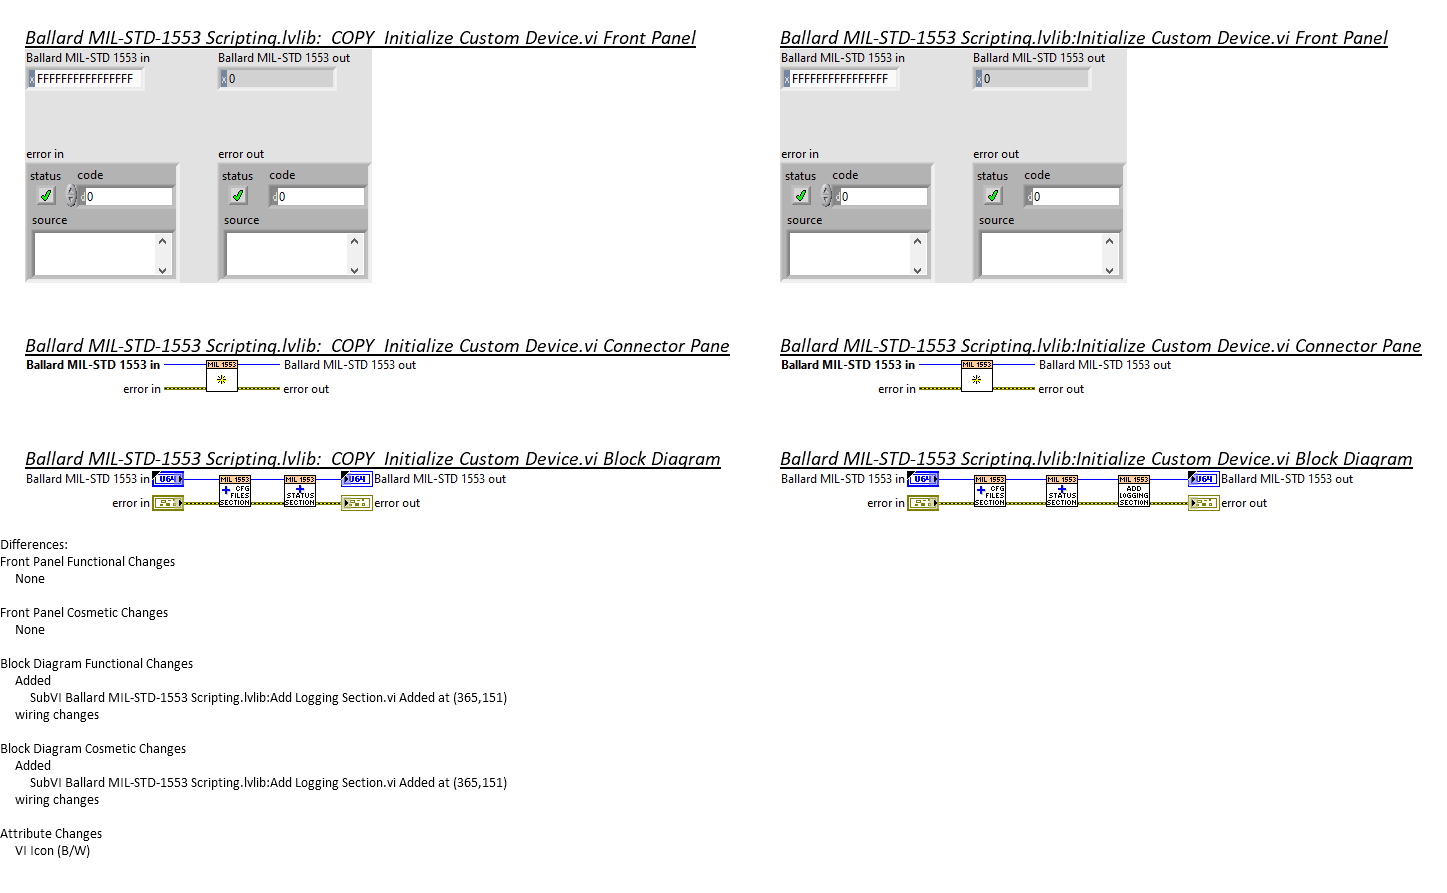 Ballard MIL-STD-1553 Scripting.lvlib:  COPY  Initialize Custom Device.vi Front Panel
Ballard MIL-STD 1553 in
Ballard MIL-STD 1553 out
x FFFFFFFFFFFFFFFF
x 0
error in
error out
status
code
status
code
d 0
d 0
source
source
Ballard MIL-STD-1553 Scripting.lvlib:Initialize Custom Device.vi Front Panel
Ballard MIL-STD 1553 in
Ballard MIL-STD 1553 out
x FFFFFFFFFFFFFFFF
x 0
error in
error out
status
code
status
code
d 0
d 0
source
source
Ballard MIL-STD-1553 Scripting.lvlib:  COPY  Initialize Custom Device.vi Connector Pane
Ballard MIL-STD 1553 in
MIL 1553
Ballard MIL-STD 1553 out
error in
error out
Ballard MIL-STD-1553 Scripting.lvlib:Initialize Custom Device.vi Connector Pane
Ballard MIL-STD 1553 in
MIL 1553
Ballard MIL-STD 1553 out
error in
error out
Ballard MIL-STD-1553 Scripting.lvlib:  COPY  Initialize Custom Device.vi Block Diagram
Ballard MIL-STD 1553 in
U64
MIL 1553
+ CFG
FILES
SECTION
MIL 1553
+
STATUS
SECTION
U64
Ballard MIL-STD 1553 out
error in
error out
Ballard MIL-STD-1553 Scripting.lvlib:Initialize Custom Device.vi Block Diagram
Ballard MIL-STD 1553 in
U64
MIL 1553
+ CFG
FILES
SECTION
MIL 1553
+
STATUS
SECTION
MIL 1553
ADD
LOGGING
SECTION
U64
Ballard MIL-STD 1553 out
error in
error out
Differences:
Front Panel Functional Changes
None
Front Panel Cosmetic Changes
None
Block Diagram Functional Changes
Added
SubVI Ballard MIL-STD-1553 Scripting.lvlib:Add Logging Section.vi Added at (365,151)
wiring changes
Block Diagram Cosmetic Changes
Added
SubVI Ballard MIL-STD-1553 Scripting.lvlib:Add Logging Section.vi Added at (365,151)
wiring changes
Attribute Changes
VI Icon (B/W)